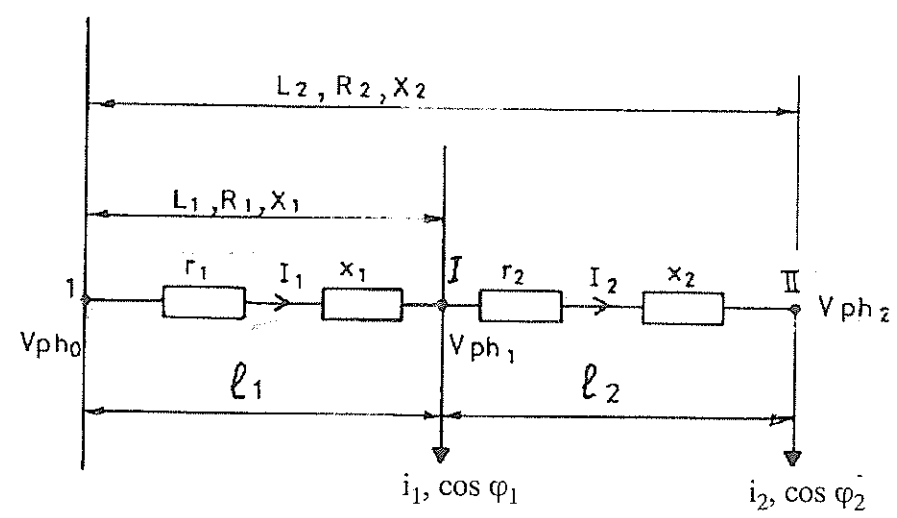 L₂, R₂, X₂
L₁, R₁, X₁
1 r₁ I₁ x₁ I r₂ I₂ x₂ II
Vph₀ Vph₁ Vph₂
ℓ₁ ℓ₂
i₁, cos φ₁ i₂, cos φ₂